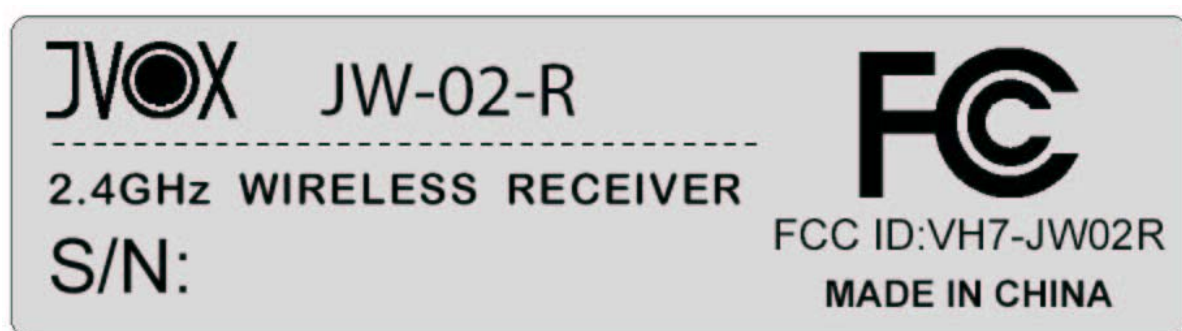 JVOX JW-02-R
2.4GHz WIRELESS RECEIVER
S/N:
FC
FCC ID:VH7-JW02R
MADE IN CHINA